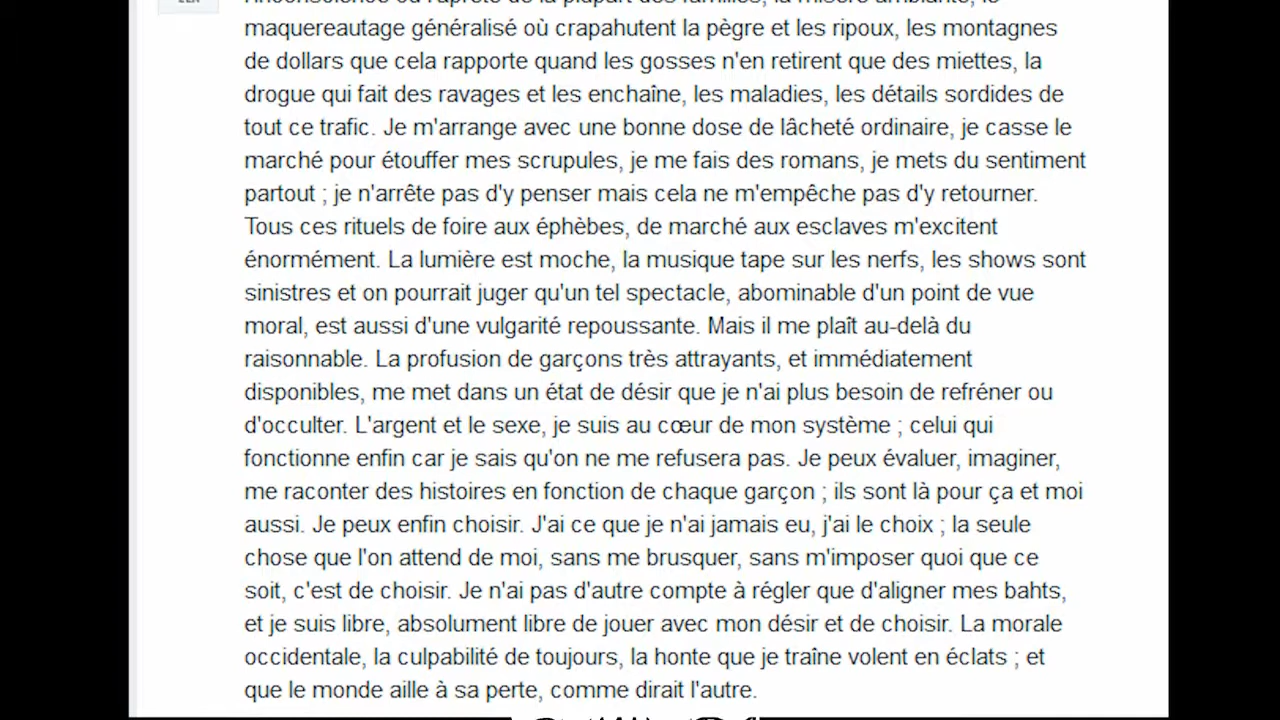 l'inconscience ou l'âpreté de la plupart des familles, la misère ambiante, le
maquereautage généralisé où crapahutent la pègre et les ripoux, les montagnes
de dollars que cela rapporte quand les gosses n'en retirent que des miettes, la
drogue qui fait des ravages et les enchaîne, les maladies, les détails sordides de
tout ce trafic. Je m'arrange avec une bonne dose de lâcheté ordinaire, je casse le
marché pour étouffer mes scrupules, je me fais des romans, je mets du sentiment
partout ; je n'arrête pas d'y penser mais cela ne m'empêche pas d'y retourner.
Tous ces rituels de foire aux éphèbes, de marché aux esclaves m'excitent
énormément. La lumière est moche, la musique tape sur les nerfs, les shows sont
sinistres et on pourrait juger qu'un tel spectacle, abominable d'un point de vue
moral, est aussi d'une vulgarité repoussante. Mais il me plaît au-delà du
raisonnable. La profusion de garçons très attrayants, et immédiatement
disponibles, me met dans un état de désir que je n'ai plus besoin de refréner ou
d'occulter. L'argent et le sexe, je suis au cœur de mon système ; celui qui
fonctionne enfin car je sais qu'on ne me refusera pas. Je peux évaluer, imaginer,
me raconter des histoires en fonction de chaque garçon ; ils sont là pour ça et moi
aussi. Je peux enfin choisir. J'ai ce que je n'ai jamais eu, j'ai le choix ; la seule
chose que l'on attend de moi, sans me brusquer, sans m'imposer quoi que ce
soit, c'est de choisir. Je n'ai pas d'autre compte à régler que d'aligner mes bahts,
et je suis libre, absolument libre de jouer avec mon désir et de choisir. La morale
occidentale, la culpabilité de toujours, la honte que je traîne volent en éclats ; et
que le monde aille à sa perte, comme dirait l'autre.